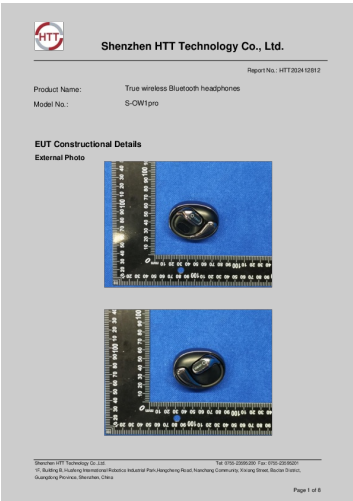 HTT
Shenzhen HTT Technology Co., Ltd.
Report No.: HTT202412812
Product Name: True wireless Bluetooth headphones
Model No.: S-OW1pro
EUT Constructional Details
External Photo
Shenzhen HTT Technology Co.,Ltd. Tel: 0755-23595200 Fax: 0755-23595201
1F, Building B, Huafeng International Robotics Industrial Park, Hangcheng Road, Nanchang Community, Xixiang Street, Baoan District,
Guangdong Province, Shenzhen, China
Page 1 of 8